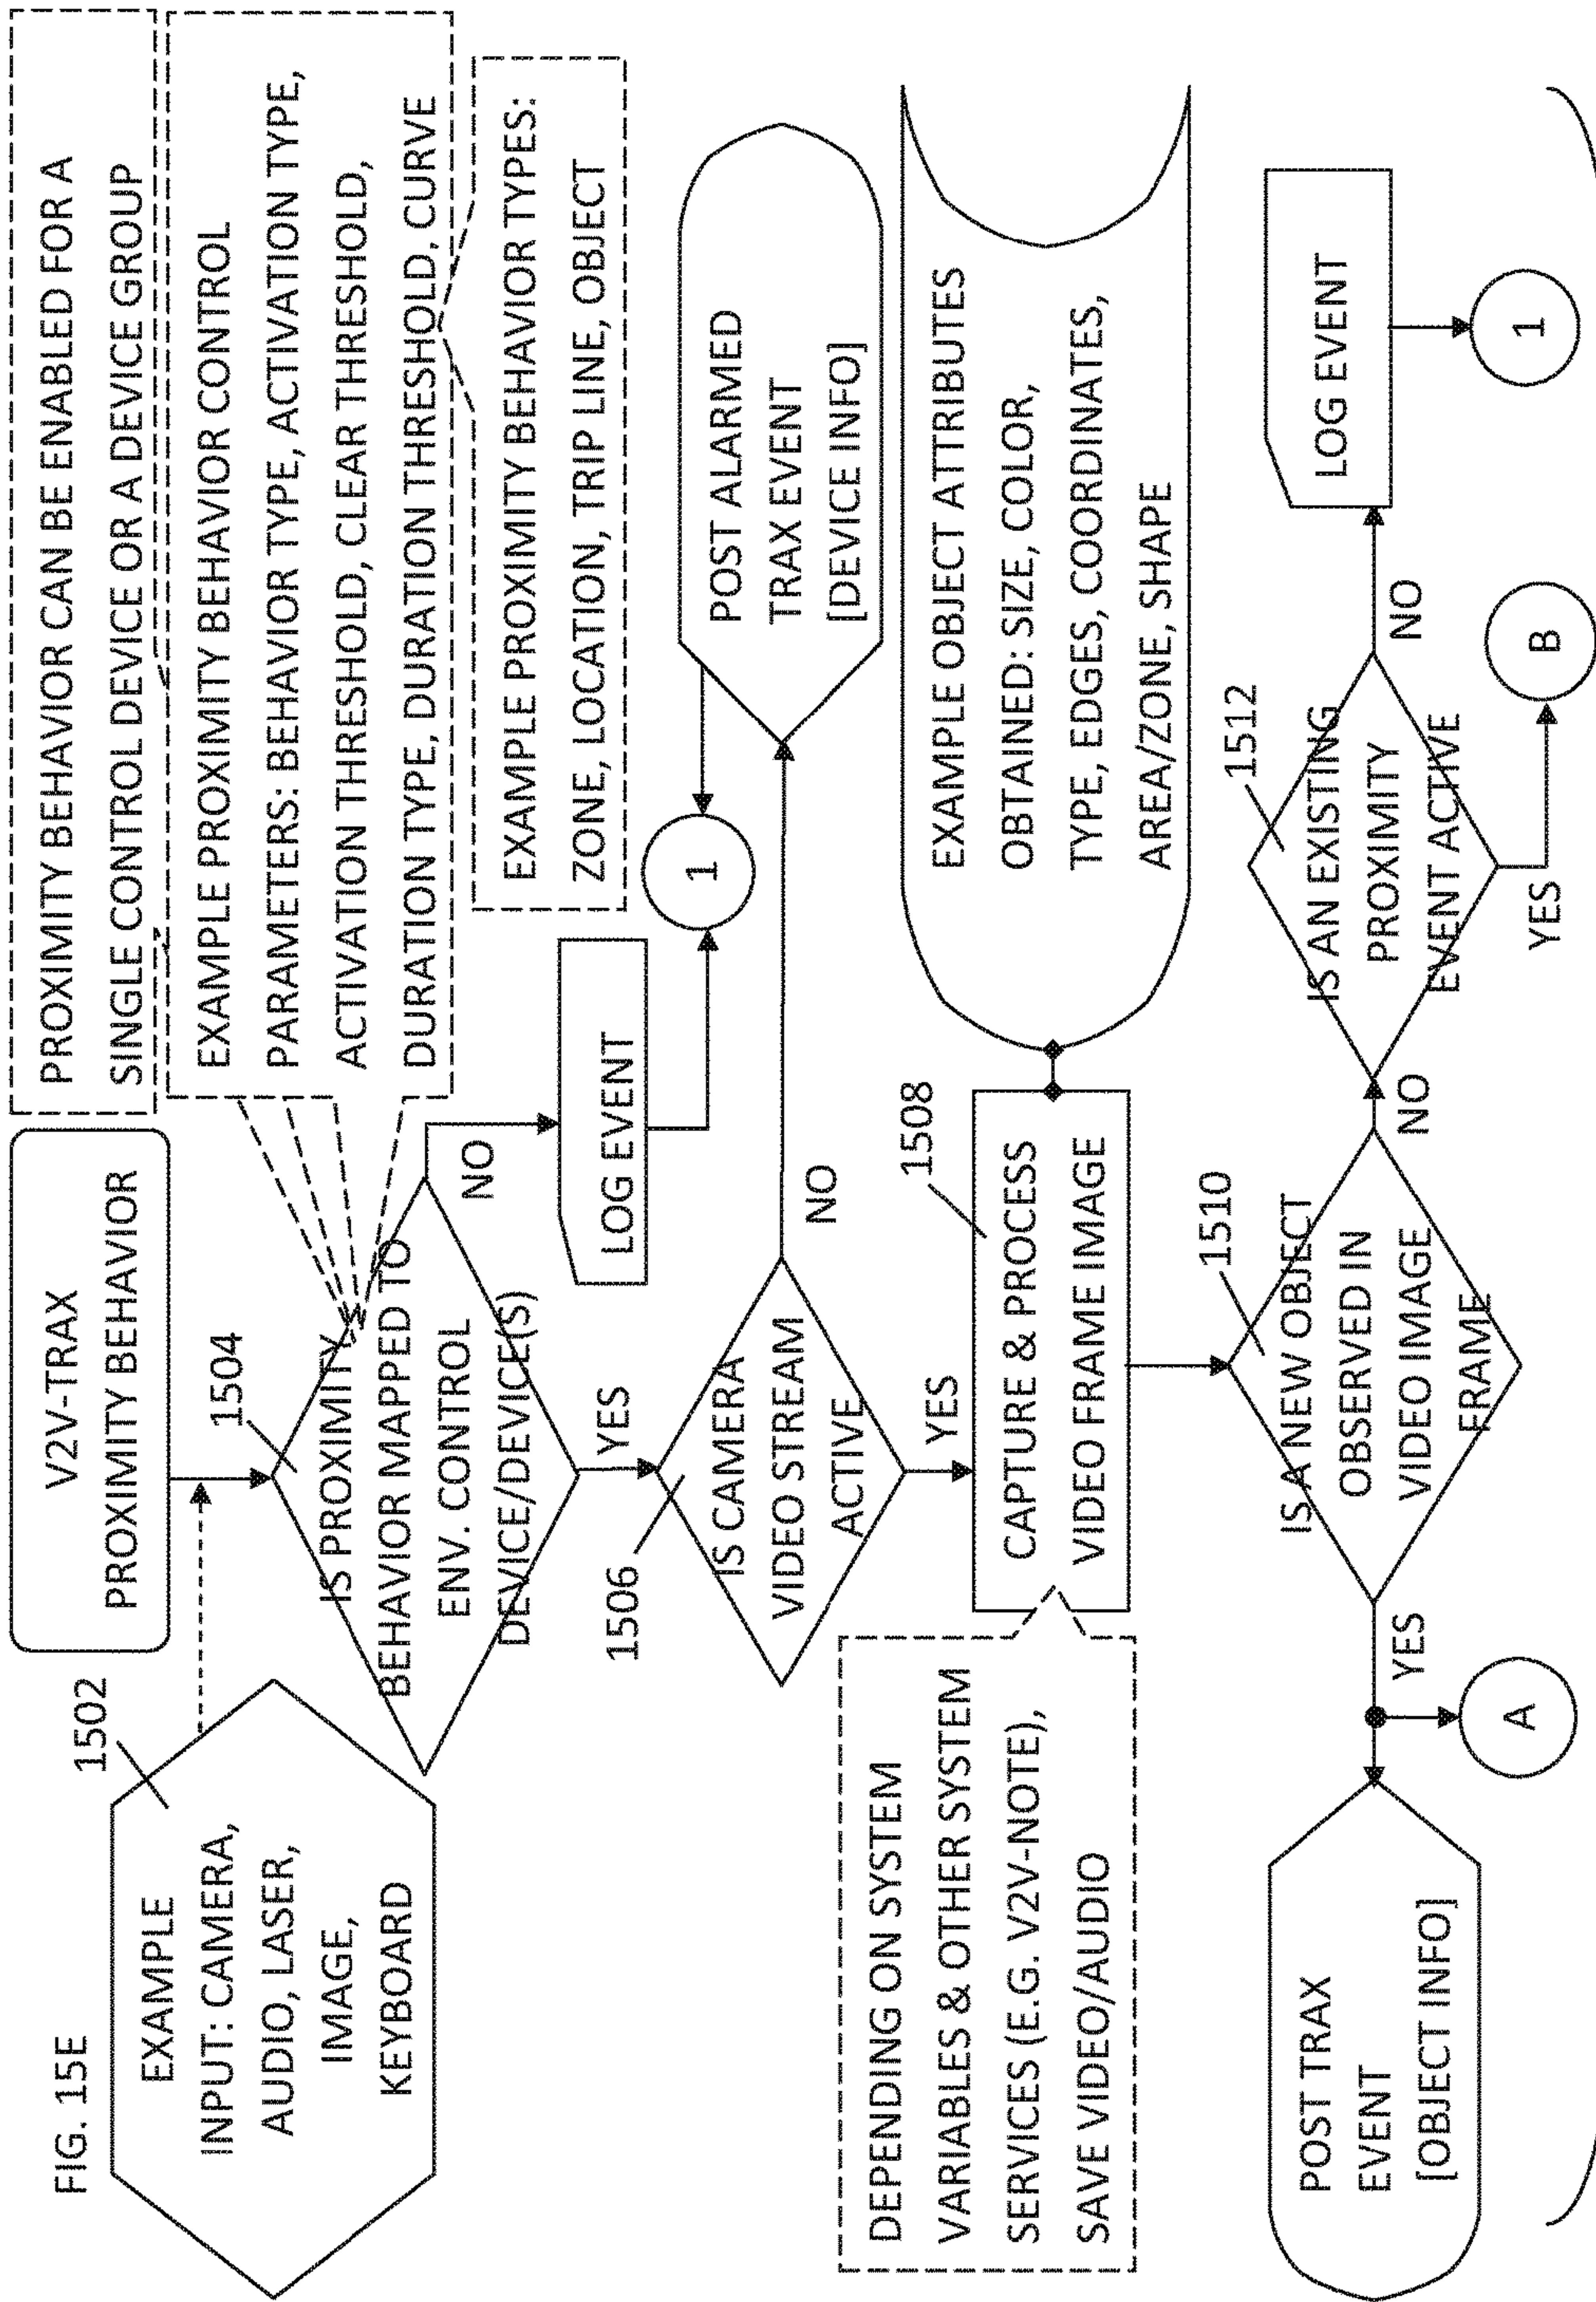 FIG. 15E
1502
EXAMPLE
INPUT: CAMERA,
AUDIO, LASER,
IMAGE,
KEYBOARD
V2V-TRAX
PROXIMITY BEHAVIOR
PROXIMITY BEHAVIOR CAN BE ENABLED FOR A
SINGLE CONTROL DEVICE OR A DEVICE GROUP
EXAMPLE PROXIMITY BEHAVIOR CONTROL
PARAMETERS: BEHAVIOR TYPE, ACTIVATION TYPE,
ACTIVATION THRESHOLD, CLEAR THRESHOLD,
DURATION TYPE, DURATION THRESHOLD, CURVE
1504
IS PROXIMITY
BEHAVIOR MAPPED TO
ENV. CONTROL
DEVICE/DEVICE(S)
NO
YES
EXAMPLE PROXIMITY BEHAVIOR TYPES:
ZONE, LOCATION, TRIP LINE, OBJECT
LOG EVENT
1
1506
IS CAMERA
VIDEO STREAM
ACTIVE
NO
YES
POST ALARMED
TRAX EVENT
[DEVICE INFO]
DEPENDING ON SYSTEM
VARIABLES & OTHER SYSTEM
SERVICES (E.G. V2V-NOTE),
SAVE VIDEO/AUDIO
1508
CAPTURE & PROCESS
VIDEO FRAME IMAGE
EXAMPLE OBJECT ATTRIBUTES
OBTAINED: SIZE, COLOR,
TYPE, EDGES, COORDINATES,
AREA/ZONE, SHAPE
1510
IS A NEW OBJECT
OBSERVED IN
VIDEO IMAGE
FRAME
YES
NO
POST TRAX
EVENT
[OBJECT INFO]
A
1512
IS AN EXISTING
PROXIMITY
EVENT ACTIVE
YES
NO
B
LOG EVENT
1